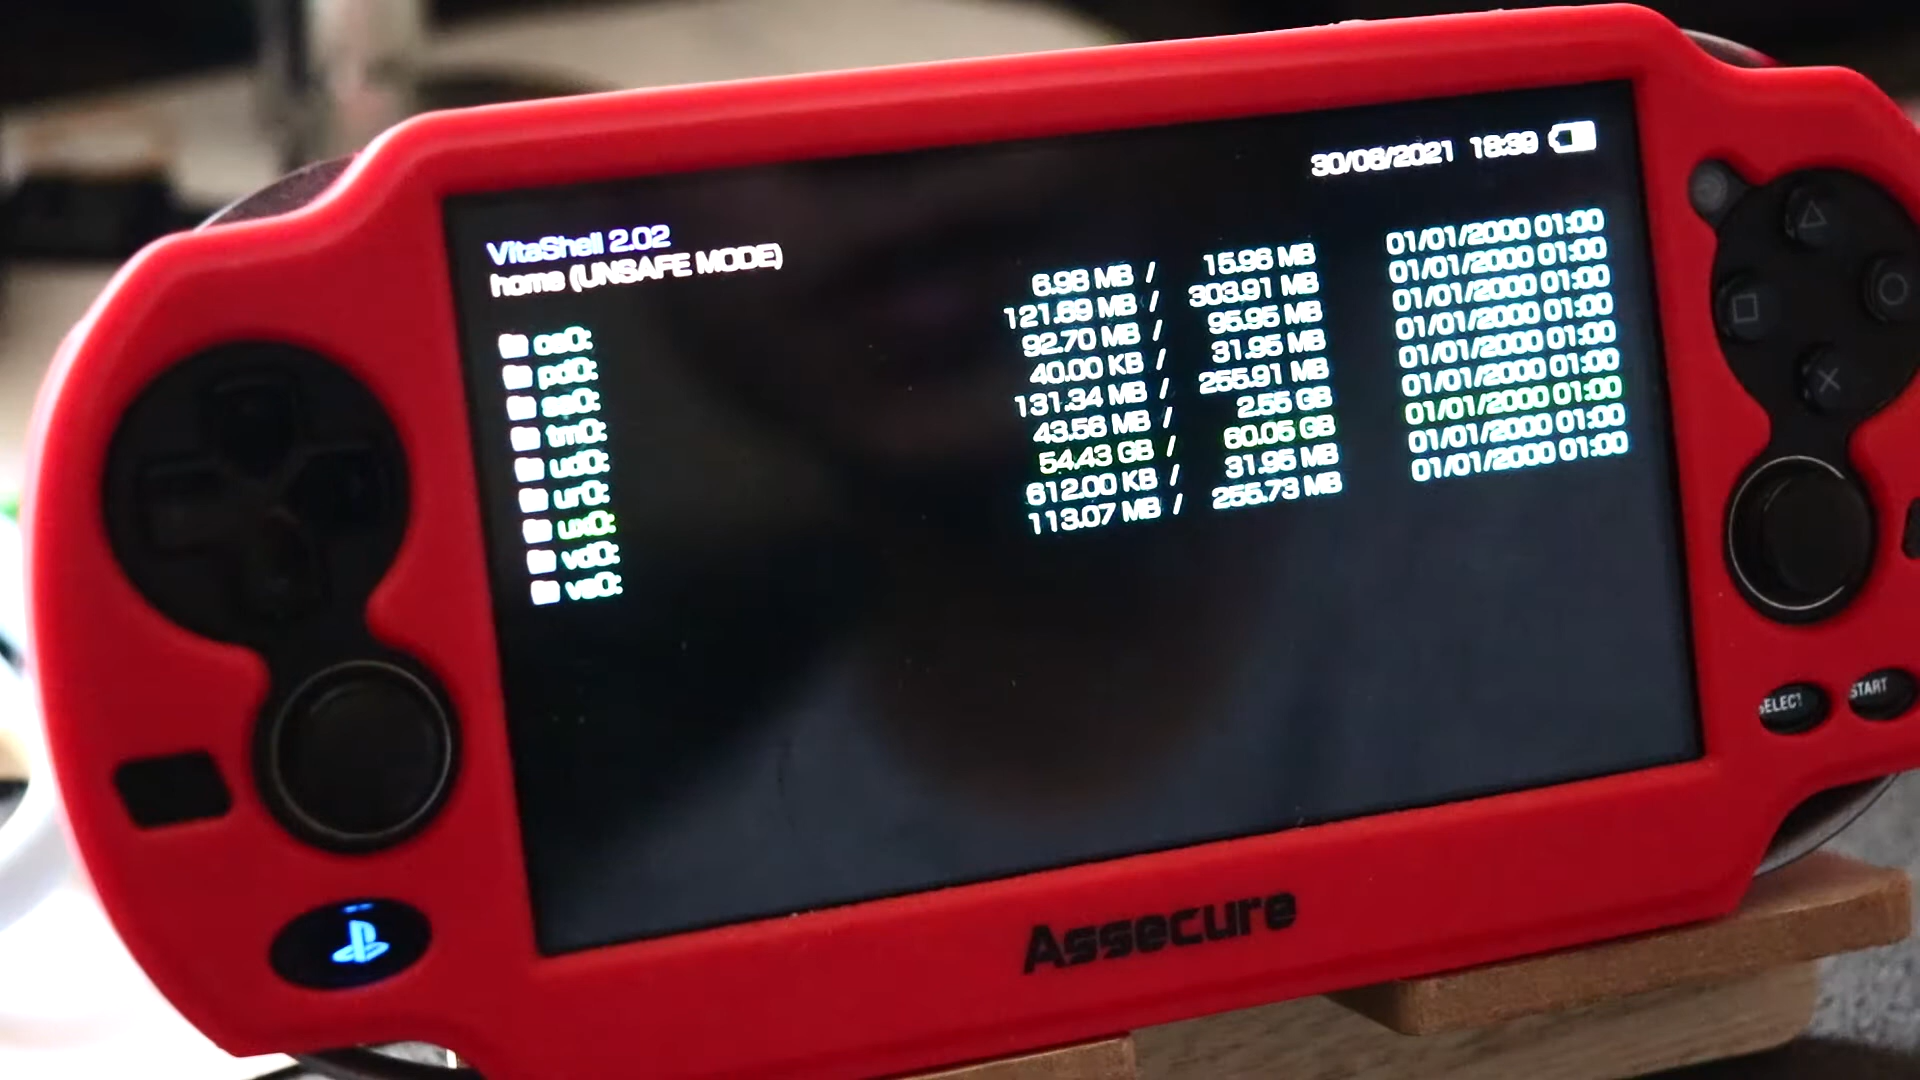 30/08/2021 18:39
VitaShell 2.02
home (UNSAFE MODE)
os0: 6.98 MB / 15.96 MB 01/01/2000 01:00
pd0: 121.89 MB / 303.91 MB 01/01/2000 01:00
sa0: 92.70 MB / 95.95 MB 01/01/2000 01:00
tm0: 40.00 KB / 31.95 MB 01/01/2000 01:00
ud0: 131.34 MB / 255.91 MB 01/01/2000 01:00
ur0: 43.56 MB / 2.55 GB 01/01/2000 01:00
ux0: 54.43 GB / 60.05 GB 01/01/2000 01:00
vd0: 612.00 KB / 31.95 MB 01/01/2000 01:00
vs0: 113.07 MB / 255.73 MB 01/01/2000 01:00
SELECT
START
Assecure